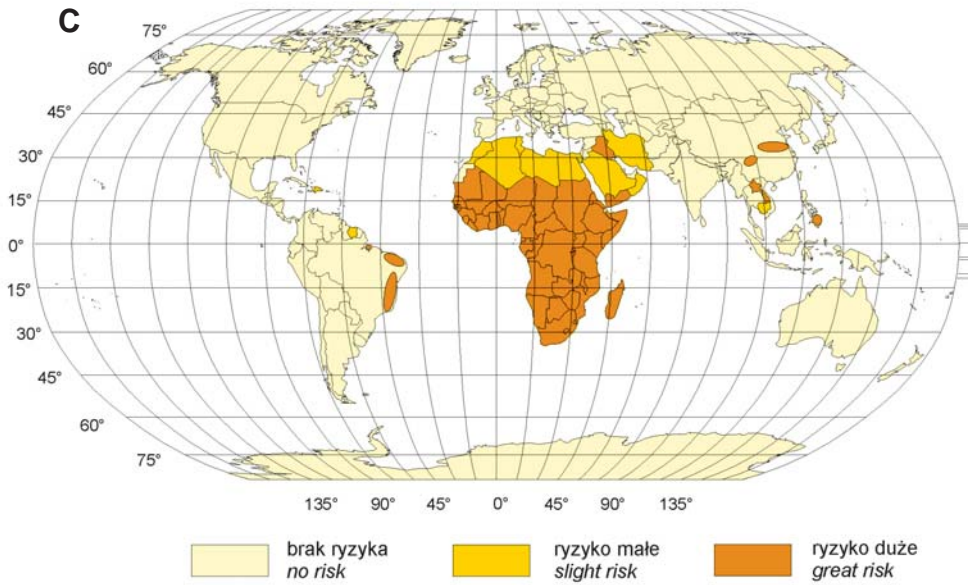 C
75°
60°
45°
30°
15°
0°
15°
30°
45°
60°
75°
135° 90° 45° 0° 45° 90° 135°
brak ryzyka
no risk
ryzyko małe
slight risk
ryzyko duże
great risk